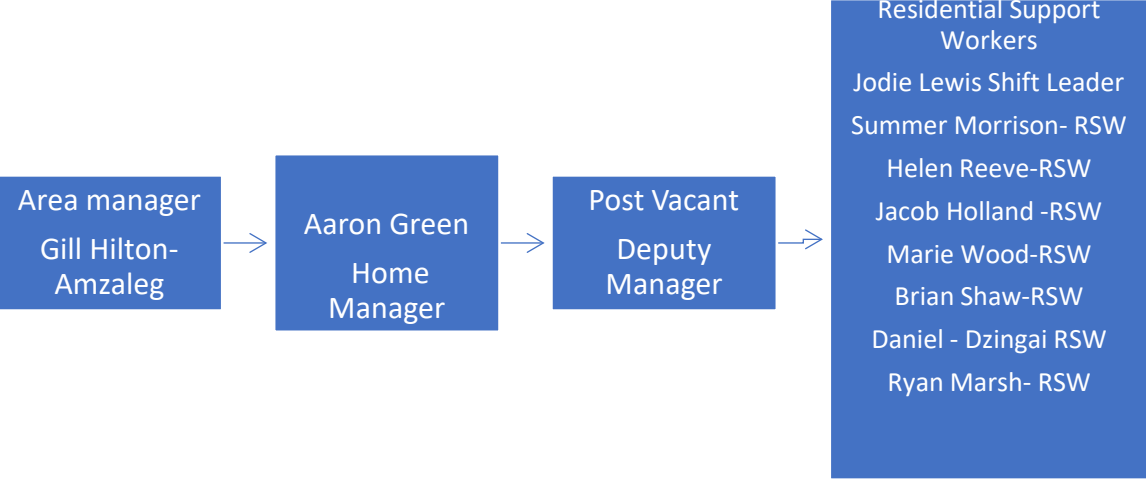 Area manager
Gill Hilton-
Amzaleg
Aaron Green
Home
Manager
Post Vacant
Deputy
Manager
Residential Support
Workers
Jodie Lewis Shift Leader
Summer Morrison- RSW
Helen Reeve-RSW
Jacob Holland -RSW
Marie Wood-RSW
Brian Shaw-RSW
Daniel - Dzingai RSW
Ryan Marsh- RSW